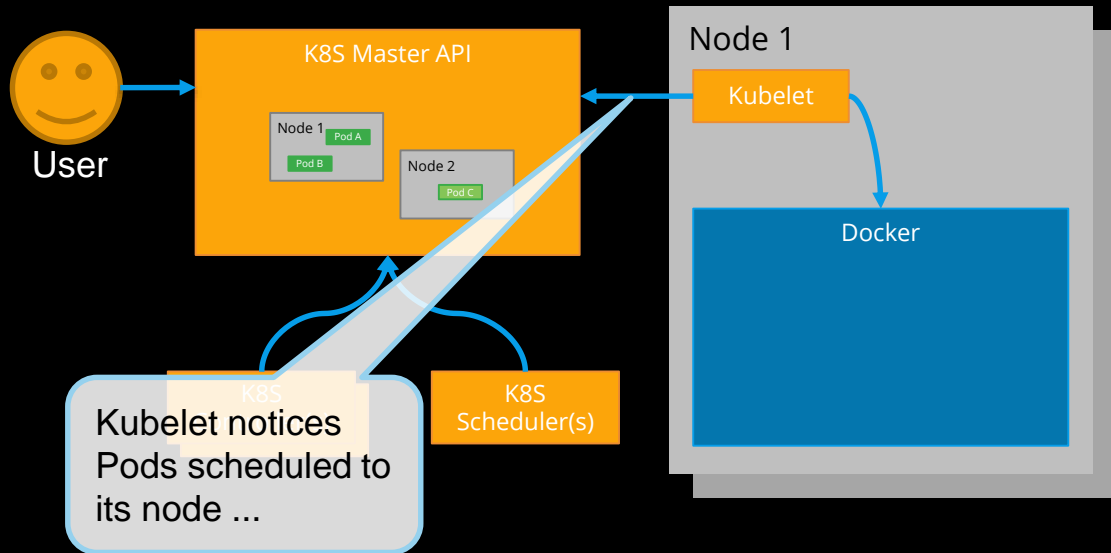 User
K8S Master API
Node 1
Pod A
Pod B
Node 2
Pod C
K8S
K8S
Scheduler(s)
Kubelet notices
Pods scheduled to
its node ...
Node 1
Kubelet
Docker